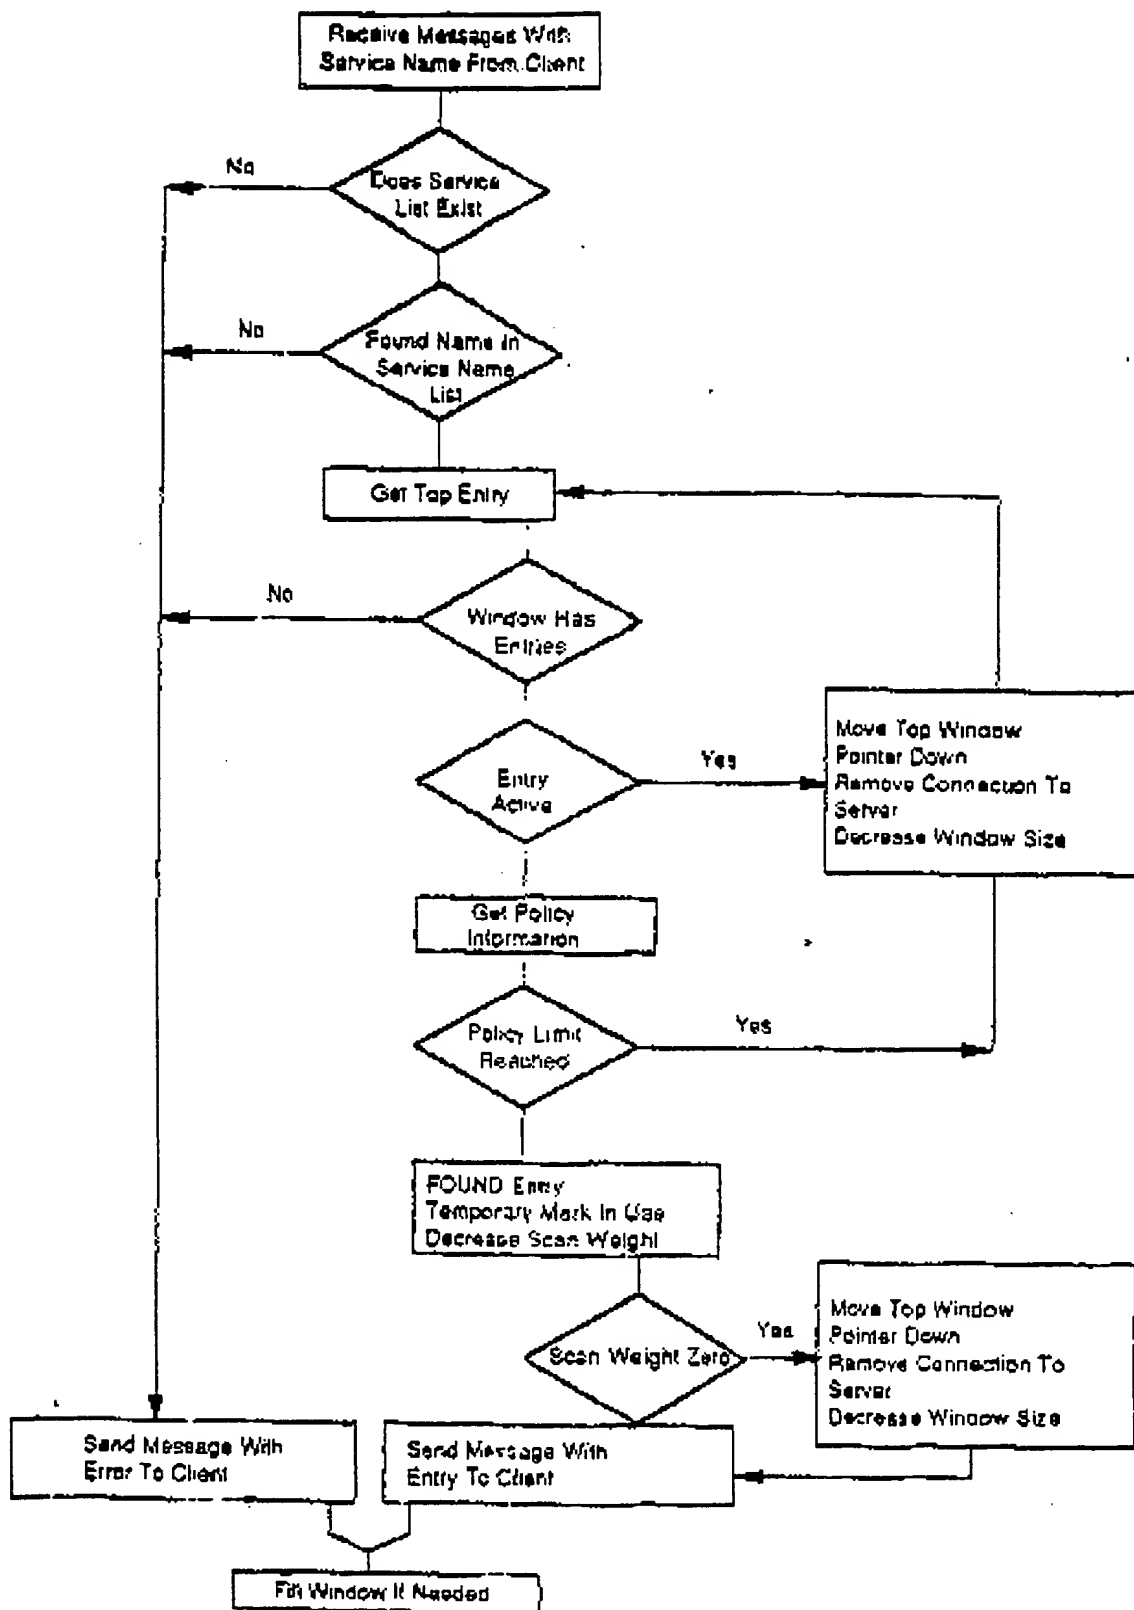 Receive Messages With
Service Name From Client
No
Does Service
List Exist
No
Found Name In
Service Name
List
Get Top Entry
No
Window Has
Entries
Entry
Active
Yes
Move Top Window
Pointer Down
Remove Connection To
Server
Decrease Window Size
Get Policy
Information
Policy Limit
Reached
Yes
FOUND Entry
Temporary Mark In Use
Decrease Scan Weight
Scan Weight Zero
Yes
Move Top Window
Pointer Down
Remove Connection To
Server
Decrease Window Size
Send Message With
Error To Client
Send Message With
Entry To Client
Fill Window If Needed